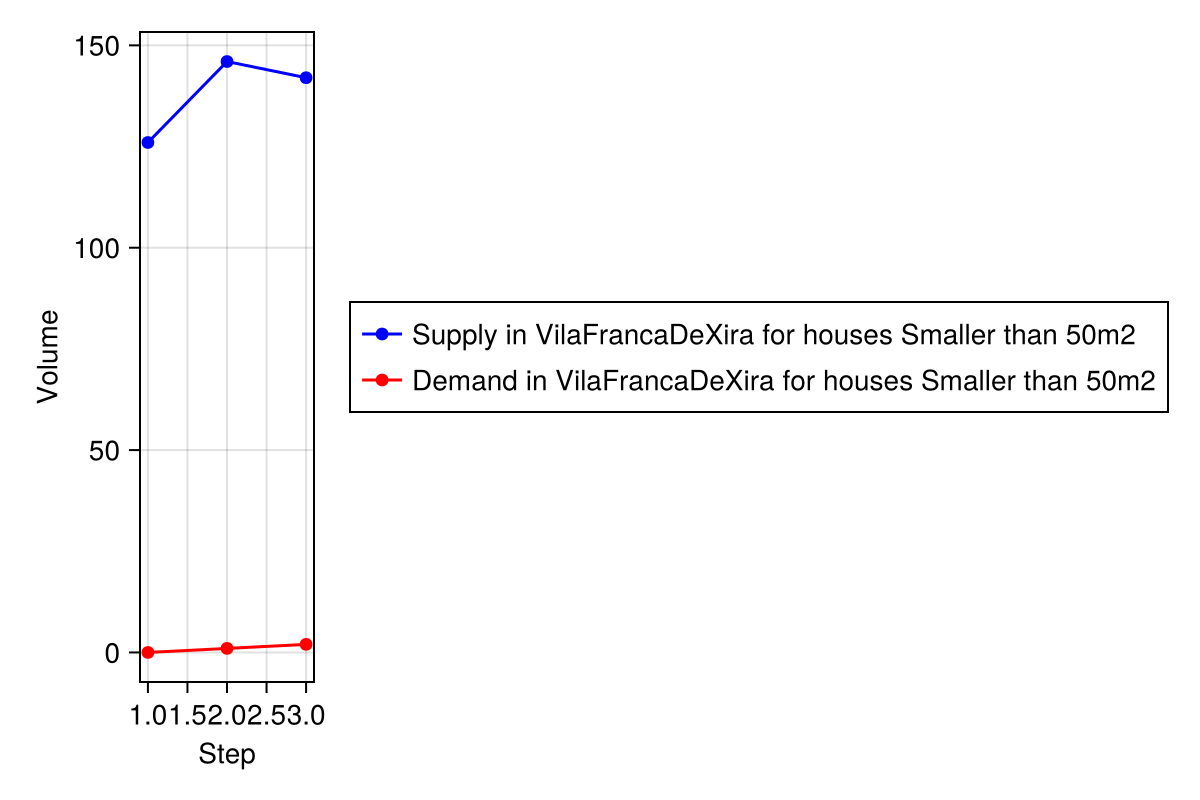 150
100
50
0
Volume
1.01.52.02.53.0
Step
Supply in VilaFrancaDeXira for houses Smaller than 50m2
Demand in VilaFrancaDeXira for houses Smaller than 50m2